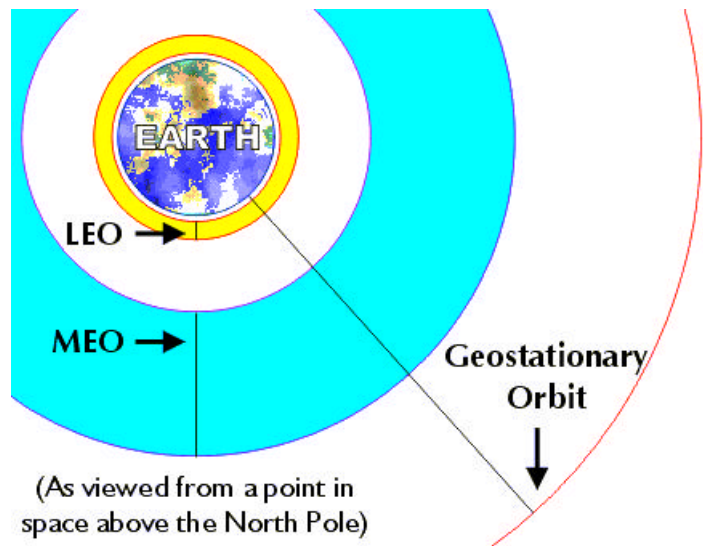 EARTH
LEO
MEO
Geostationary
Orbit
(As viewed from a point in
space above the North Pole)